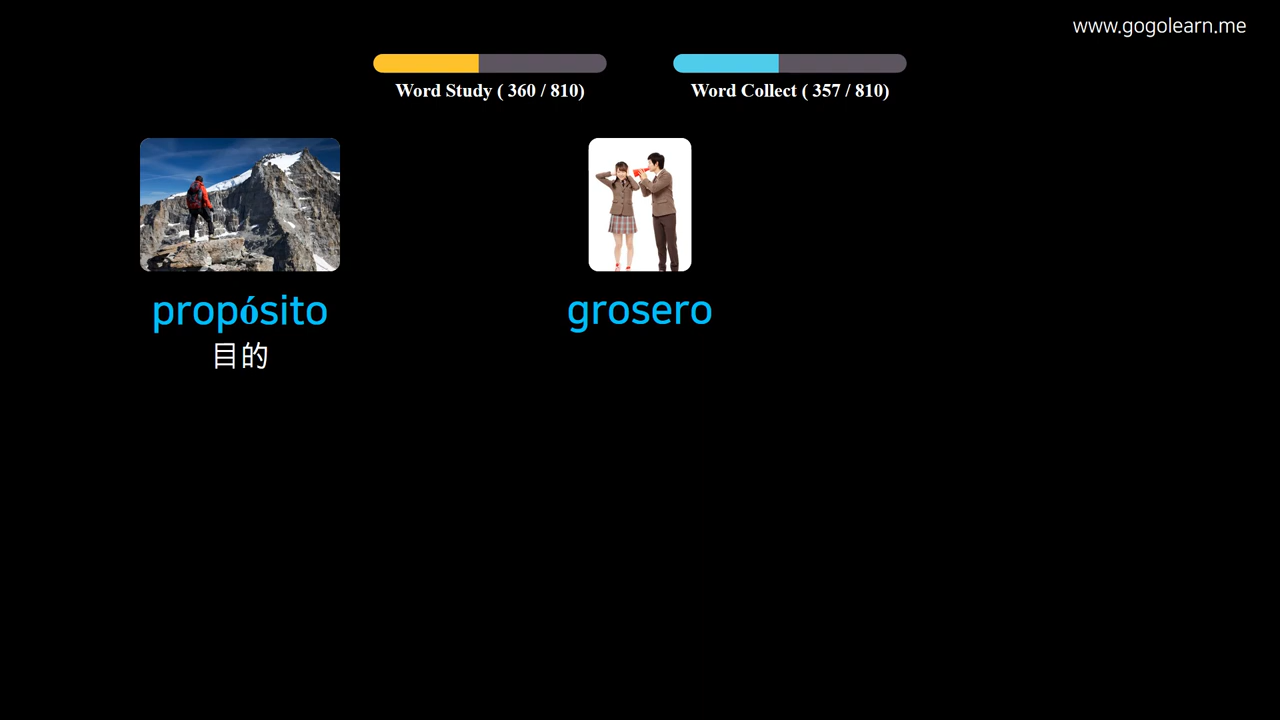 www.gogolearn.me
Word Study ( 360 / 810)
Word Collect ( 357 / 810)
propósito
目的
grosero